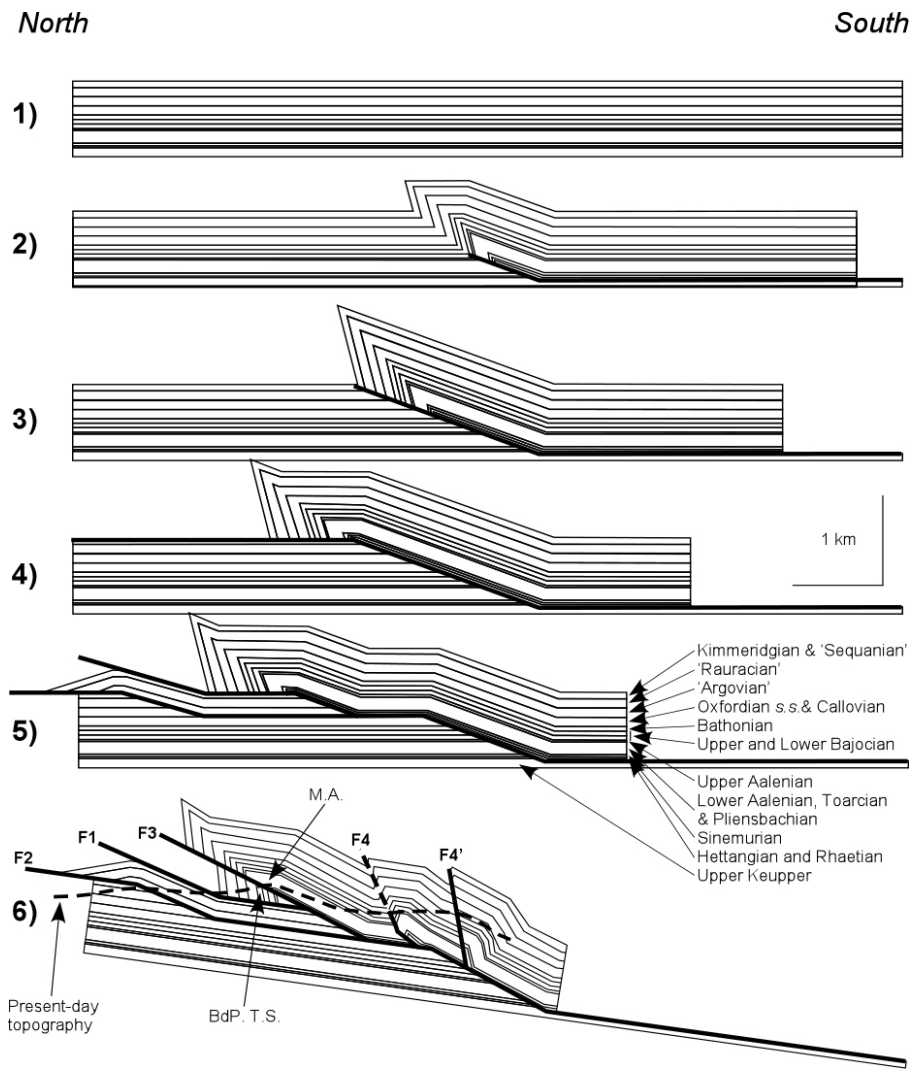 North
South
1)
2)
3)
4)
1 km
5)
Kimmeridgian & 'Sequanian'
'Rauracian'
'Argovian'
Oxfordian s.s.& Callovian
Bathonian
Upper and Lower Bajocian
Upper Aalenian
Lower Aalenian, Toarcian
& Pliensbachian
Sinemurian
Hettangian and Rhaetian
Upper Keupper
6)
M.A.
F1
F3
F4
F4'
F2
Present-day
topography
BdP. T.S.